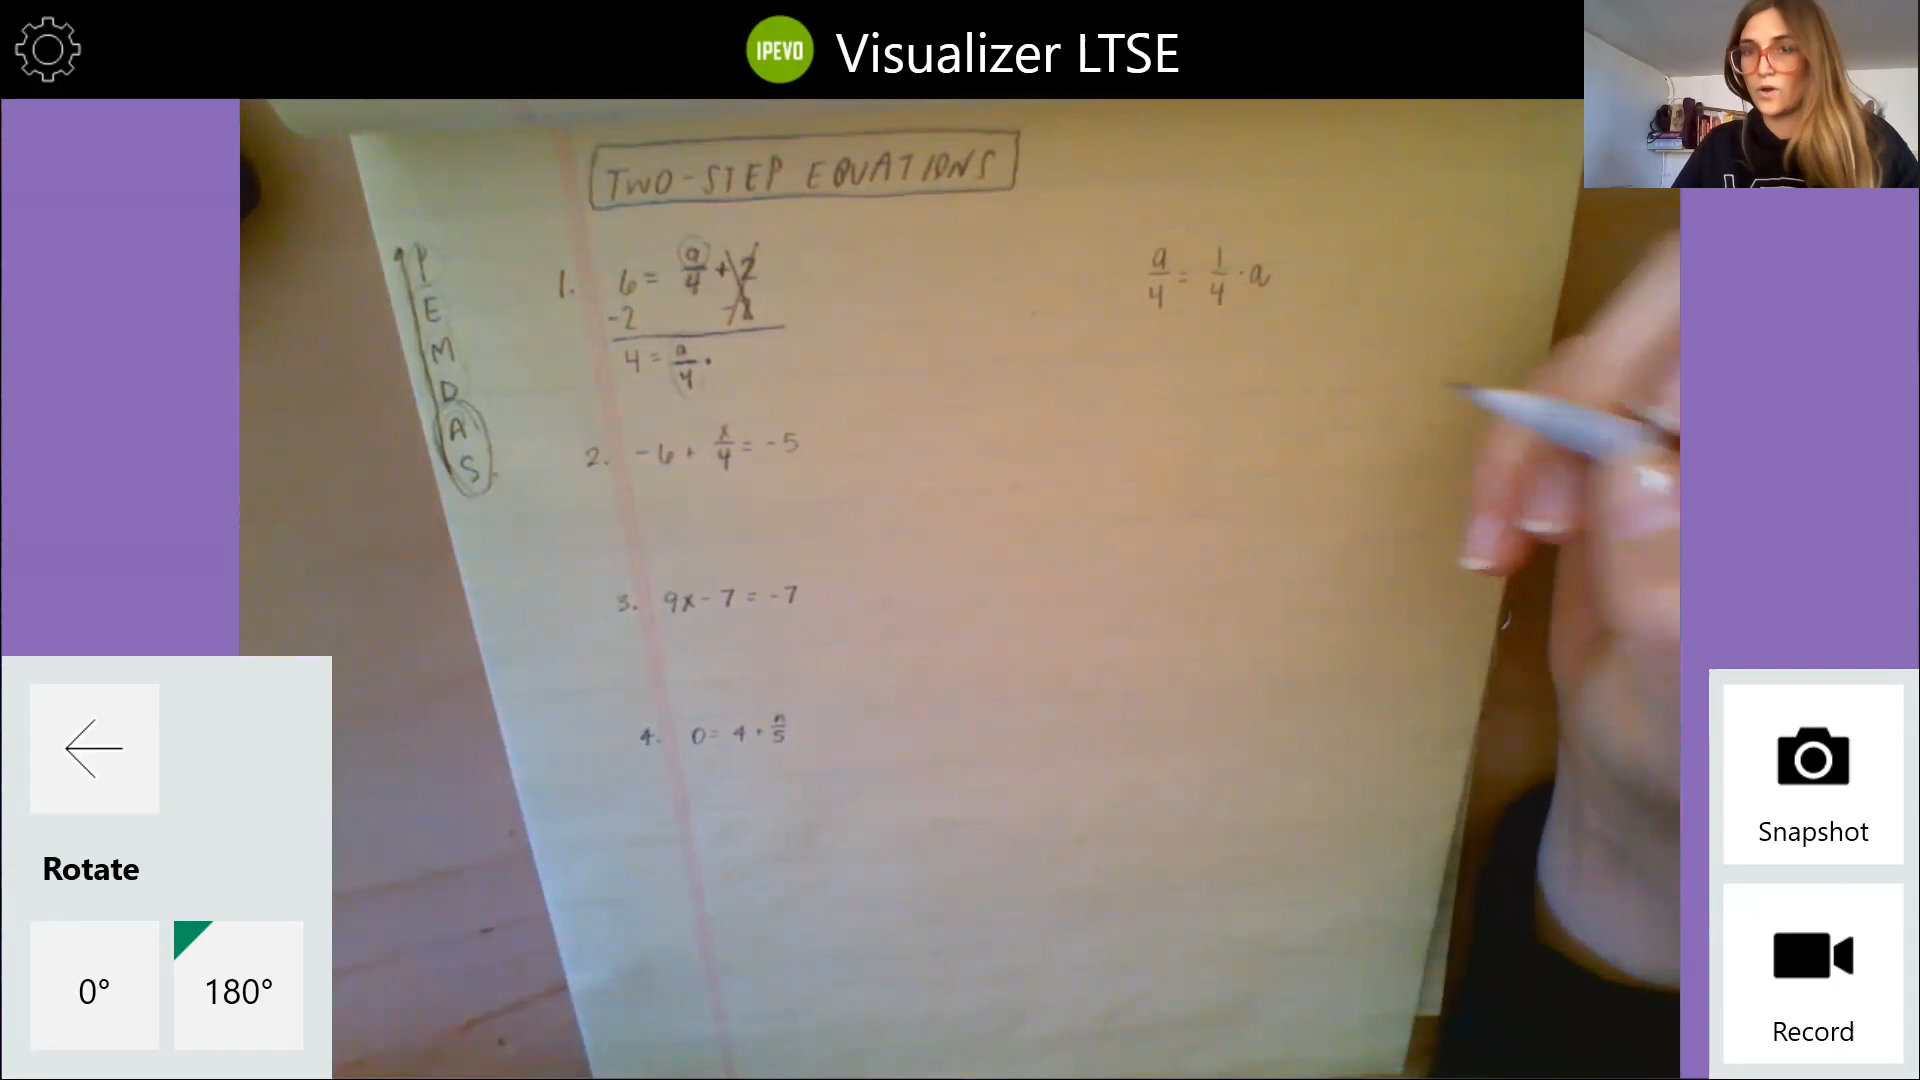 IPEVO Visualizer LTSE
TWO-STEP EQUATIONS
P
E
M
D
A
S
1. 6 = a/4 + 2
-2 -2
4 = a/4 ·
a/4 = 1/4 · a
2. -6 + x/4 = -5
3. 9x - 7 = -7
4. 0 = 4 + n/5
Rotate
0° 180°
Snapshot
Record